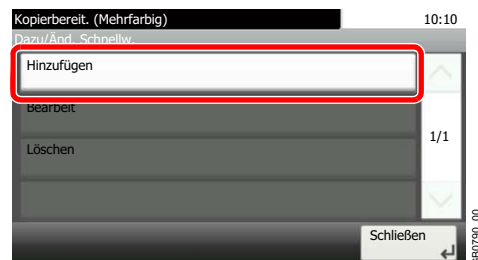 Kopierbereit. (Mehrfarbig) 10:10
Dazu/Änd. Schnellw.
Hinzufügen
Bearbeit
1/1
Löschen
Schließen
GB0790_00